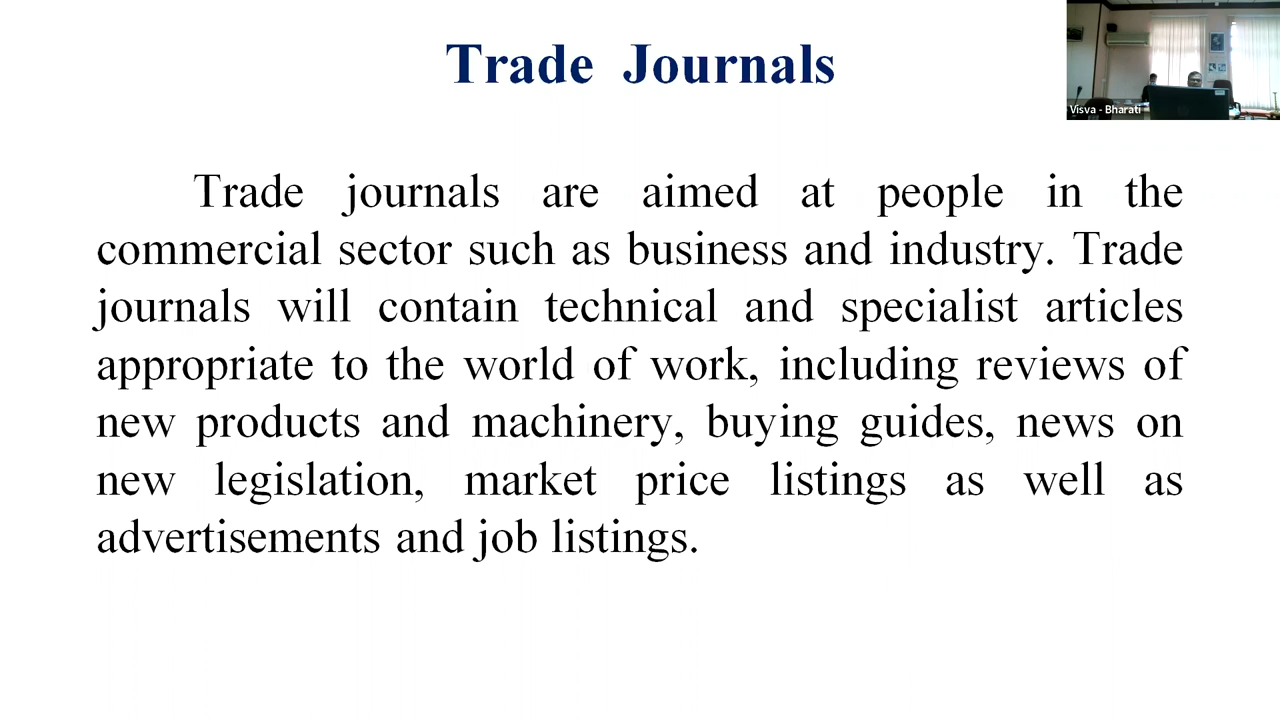 Trade Journals
Visva - Bharati
Trade journals are aimed at people in the
commercial sector such as business and industry. Trade
journals will contain technical and specialist articles
appropriate to the world of work, including reviews of
new products and machinery, buying guides, news on
new legislation, market price listings as well as
advertisements and job listings.